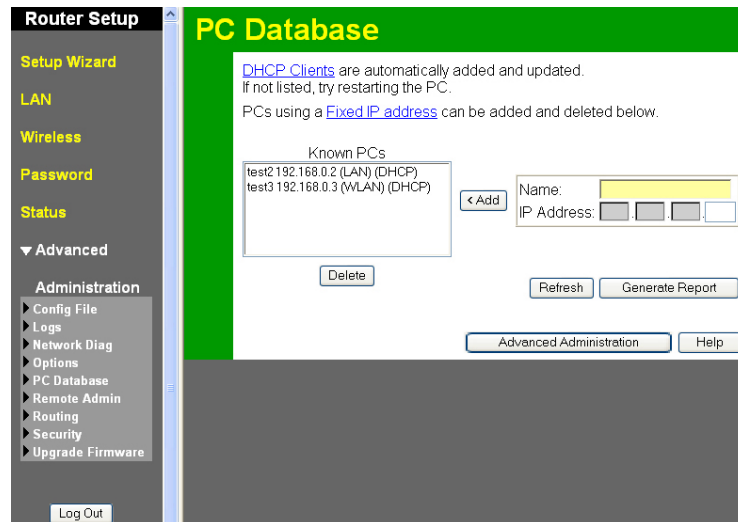 Router Setup
Setup Wizard
LAN
Wireless
Password
Status
Advanced
Administration
Config File
Logs
Network Diag
Options
PC Database
Remote Admin
Routing
Security
Upgrade Firmware
Log Out
PC Database
DHCP Clients are automatically added and updated.
If not listed, try restarting the PC.
PCs using a Fixed IP address can be added and deleted below.
Known PCs
test2 192.168.0.2 (LAN) (DHCP)
test3 192.168.0.3 (WLAN) (DHCP)
< Add
Name:
IP Address: . . .
Delete
Refresh Generate Report
Advanced Administration Help